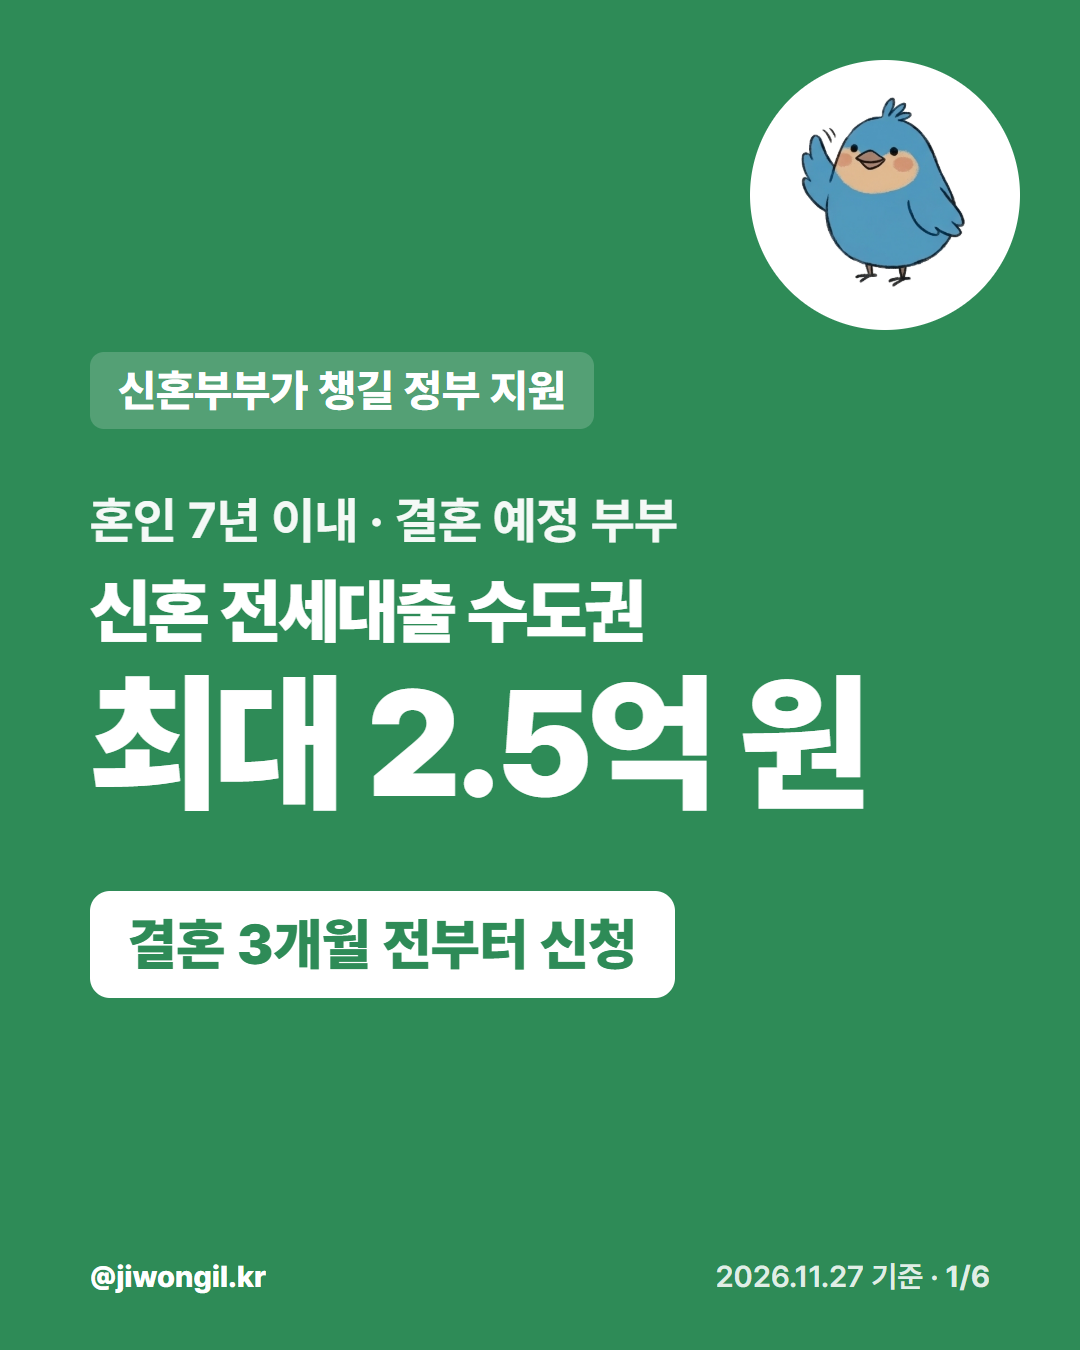 신혼부부가 챙길 정부 지원
혼인 7년 이내 · 결혼 예정 부부
신혼 전세대출 수도권
최대 2.5억 원
결혼 3개월 전부터 신청
@jiwongil.kr
2026.11.27 기준 · 1/6